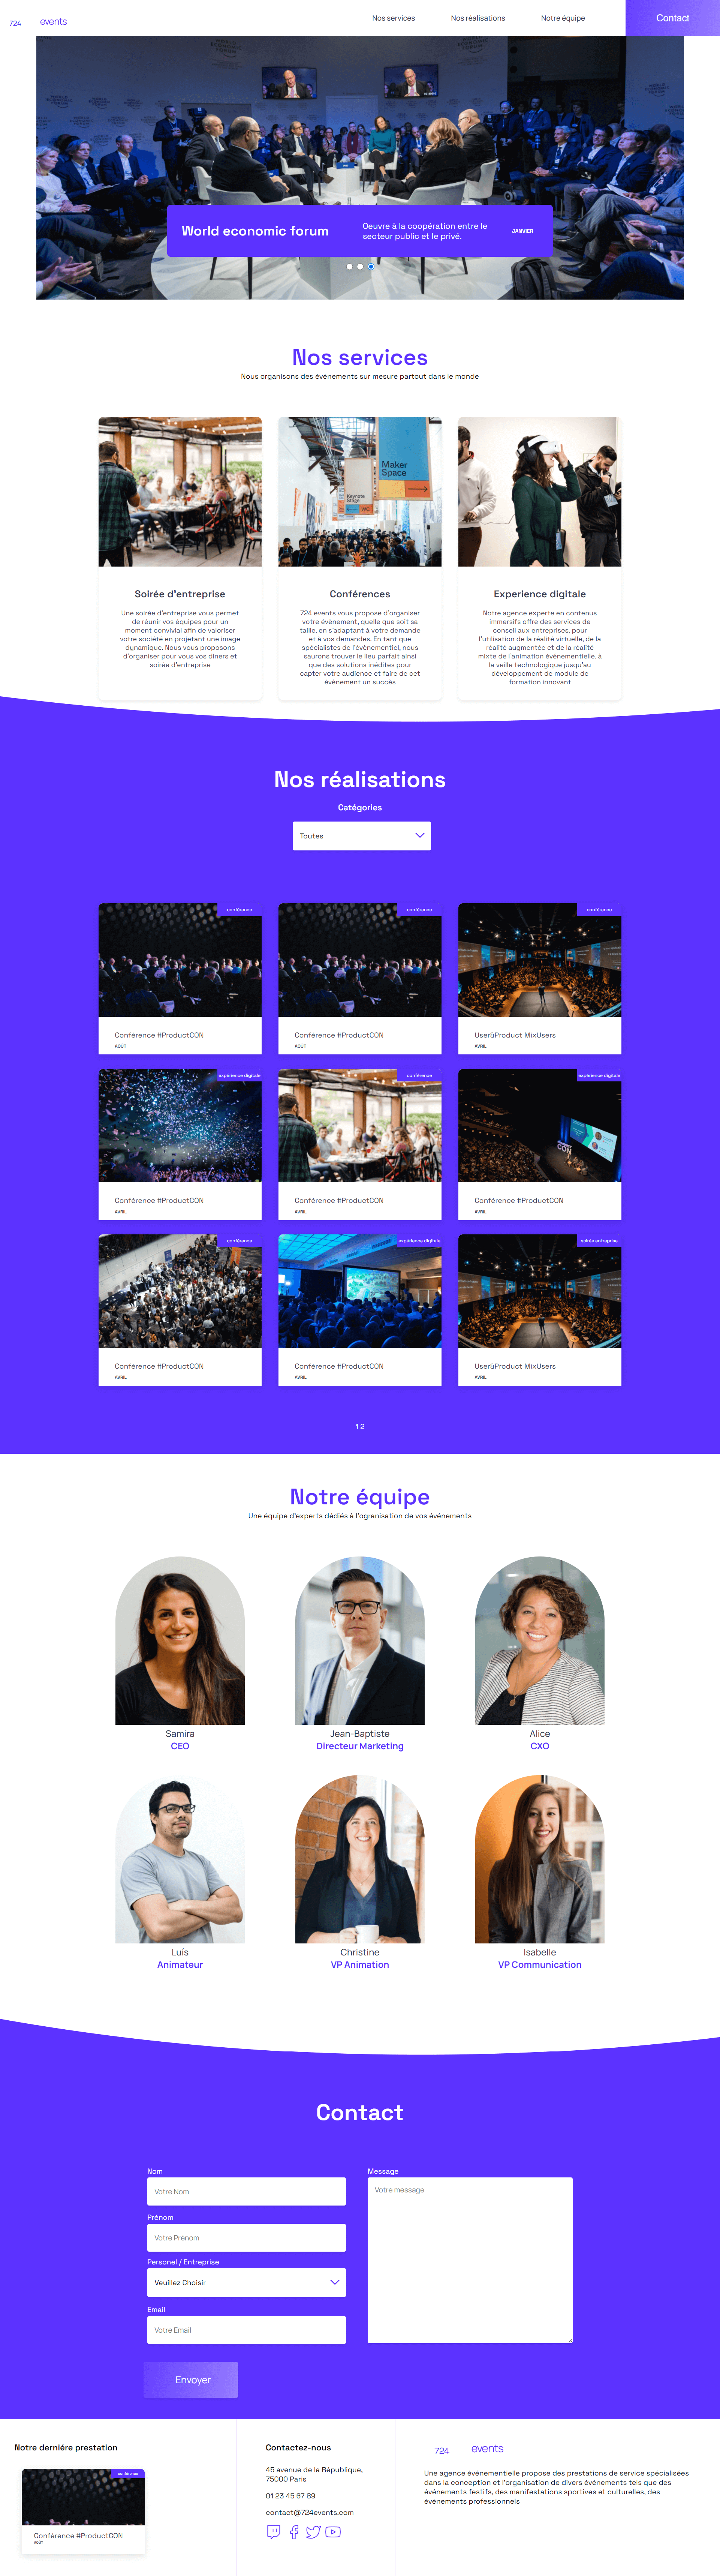 724 events
Nos services
Nos réalisations
Notre équipe
Contact
World economic forum
Oeuvre à la coopération entre le
secteur public et le privé.
JANVIER
Nos services
Nous organisons des événements sur mesure partout dans le monde
Maker
Space
Keynote
Stage
WC
Soirée d'entreprise
Une soirée d'entreprise vous permet
de réunir vos équipes pour un
moment convivial afin de valoriser
votre société en projetant une image
dynamique. Nous vous proposons
d'organiser pour vous vos diners et
soirée d'entreprise
Conférences
724 events vous propose d'organiser
votre événement, quelle que soit sa
taille, en s'adaptant à votre demande
et à vos demandes. En tant que
spécialistes de l'évènementiel, nous
saurons trouver le lieu parfait ainsi
que des solutions inédites pour
capter votre audience et faire de cet
événement un succès
Experience digitale
Notre agence experte en contenus
immersifs offre des services de
conseil aux entreprises, pour
l'utilisation de la réalité virtuelle, de la
réalité augmentée et de la réalité
mixte de l'animation événementielle, à
la veille technologique jusqu'au
développement de module de
formation innovant
Nos réalisations
Catégories
Toutes
conférence
Conférence #ProductCON
AOÛT
conférence
Conférence #ProductCON
AOÛT
conférence
User&Product MixUsers
AVRIL
expérience digitale
Conférence #ProductCON
AVRIL
conférence
Conférence #ProductCON
AVRIL
expérience digitale
CON
Conférence #ProductCON
AVRIL
conférence
Conférence #ProductCON
AVRIL
expérience digitale
Conférence #ProductCON
AVRIL
soirée entreprise
User&Product MixUsers
AVRIL
1 2
Notre équipe
Une équipe d'experts dédiés à l'ogranisation de vos événements
Samira
CEO
Jean-Baptiste
Directeur Marketing
Alice
CXO
Luís
Animateur
Christine
VP Animation
Isabelle
VP Communication
Contact
Nom
Votre Nom
Prénom
Votre Prénom
Personel / Entreprise
Veuillez Choisir
Email
Votre Email
Message
Votre message
Envoyer
Notre derniére prestation
conférence
Conférence #ProductCON
AOÛT
Contactez-nous
45 avenue de la République,
75000 Paris
01 23 45 67 89
contact@724events.com
724 events
Une agence événementielle propose des prestations de service spécialisées
dans la conception et l'organisation de divers événements tels que des
événements festifs, des manifestations sportives et culturelles, des
événements professionnels